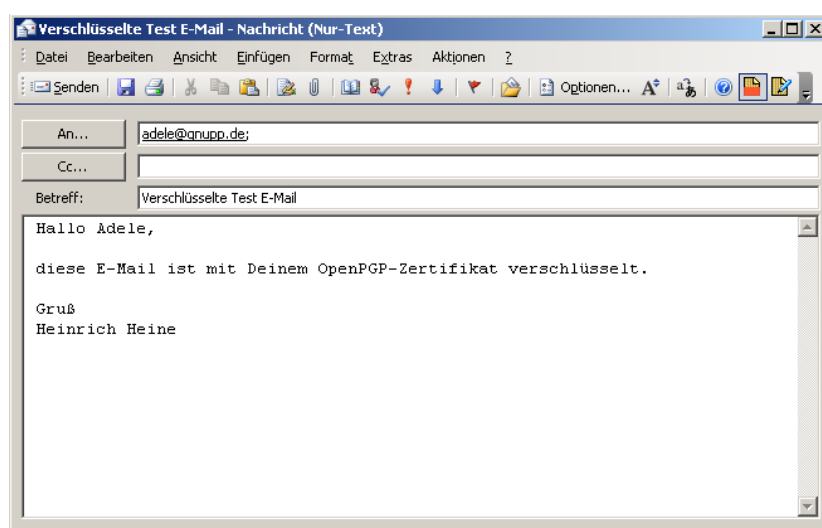 Verschlüsselte Test E-Mail - Nachricht (Nur-Text)
Datei Bearbeiten Ansicht Einfügen Format Extras Aktionen ?
Senden Optionen...
An... adele@gnupp.de;
Cc...
Betreff: Verschlüsselte Test E-Mail
Hallo Adele,
diese E-Mail ist mit Deinem OpenPGP-Zertifikat verschlüsselt.
Gruß
Heinrich Heine